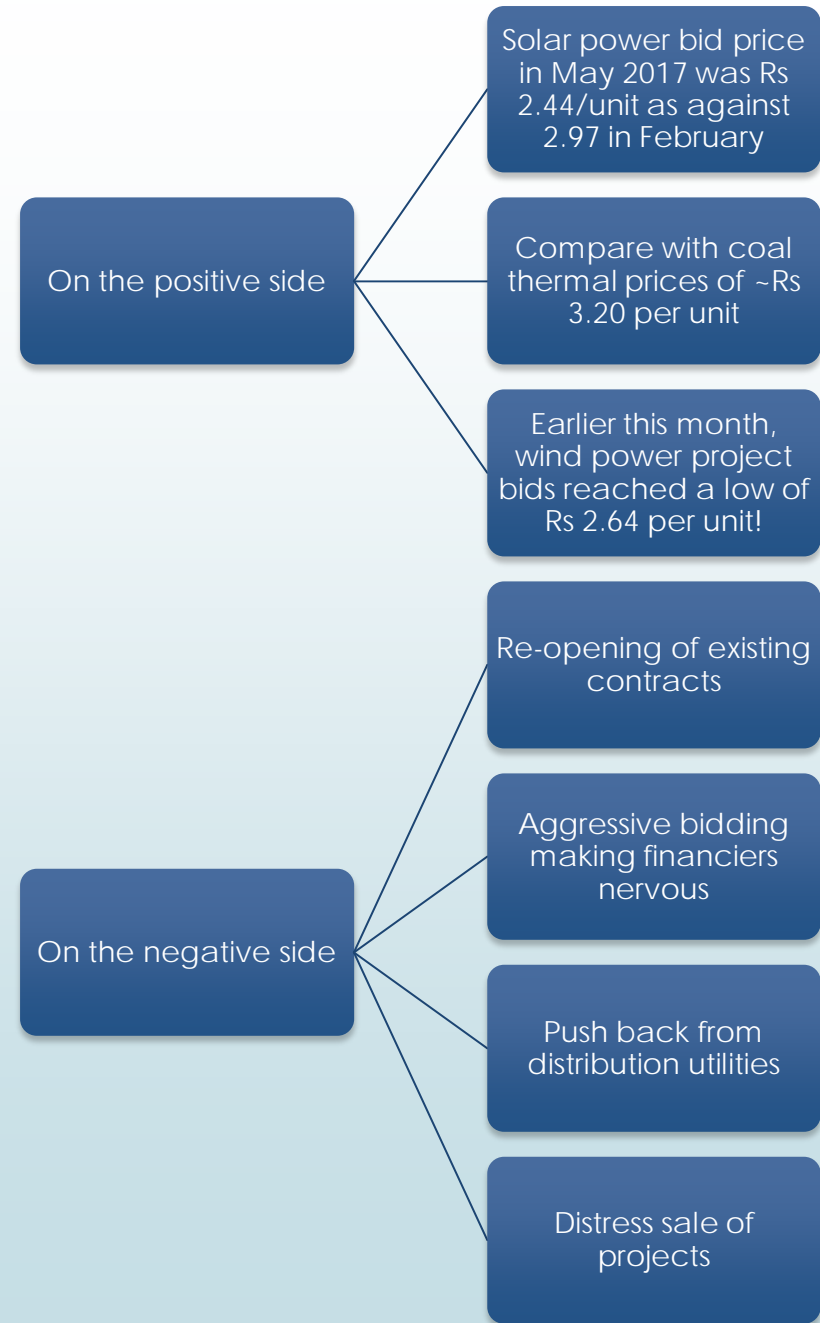 On the positive side
Solar power bid price
in May 2017 was Rs
2.44/unit as against
2.97 in February
Compare with coal
thermal prices of ~Rs
3.20 per unit
Earlier this month,
wind power project
bids reached a low of
Rs 2.64 per unit!
On the negative side
Re-opening of existing
contracts
Aggressive bidding
making financiers
nervous
Push back from
distribution utilities
Distress sale of
projects